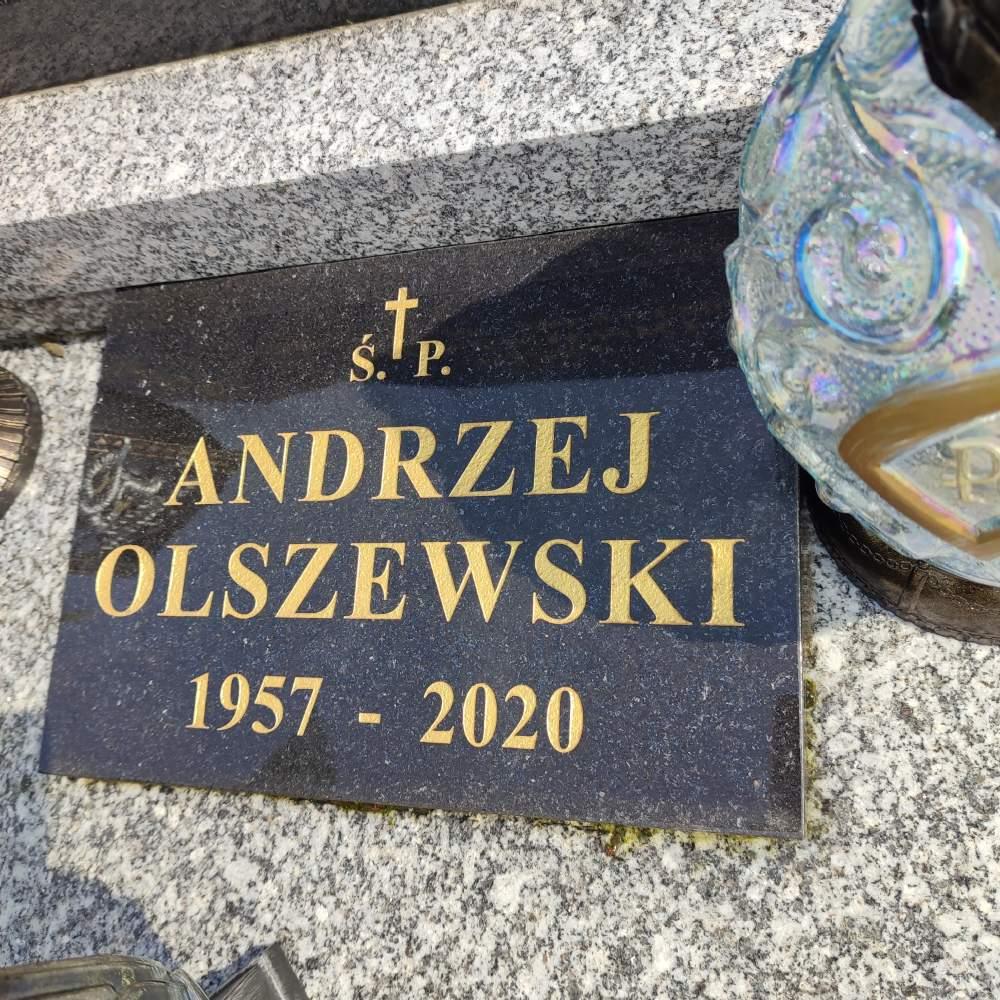 Ś. P.
ANDRZEJ
OLSZEWSKI
1957 - 2020